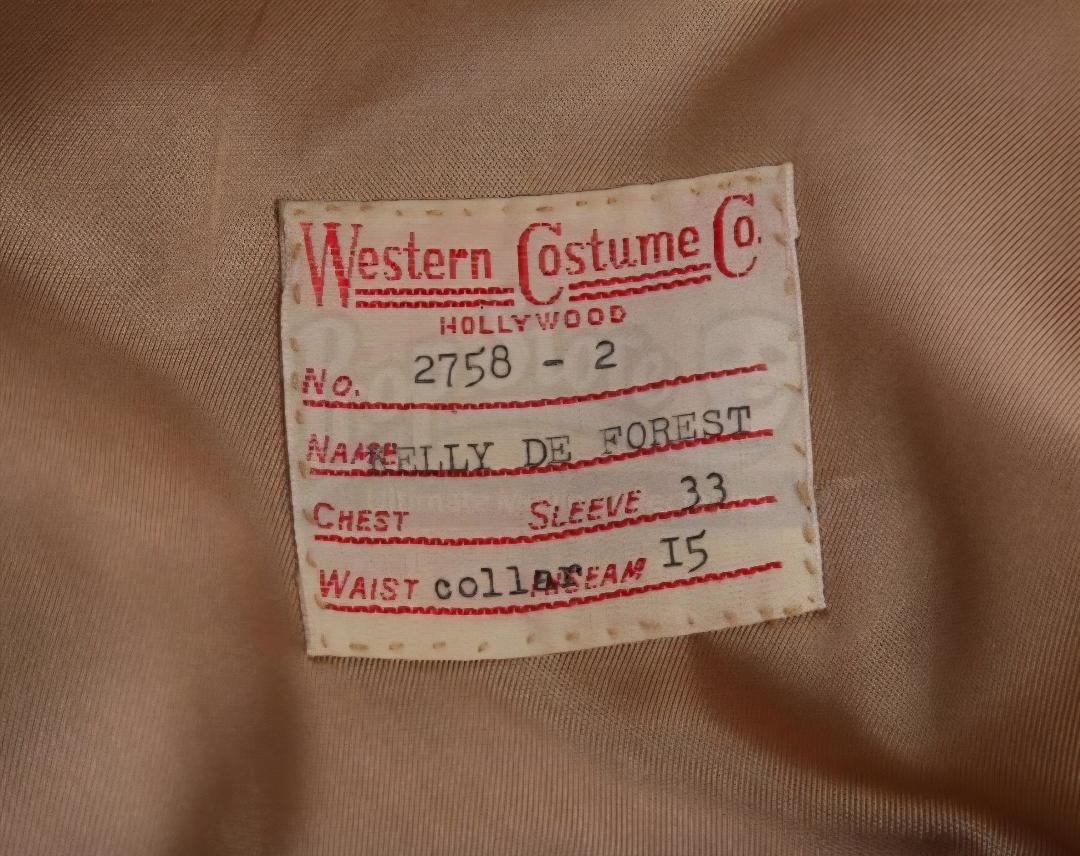 Western Costume Co.
HOLLYWOOD
No. 2758 - 2
NAME KELLY DE FOREST
CHEST SLEEVE 33
WAIST collar INSEAM 15